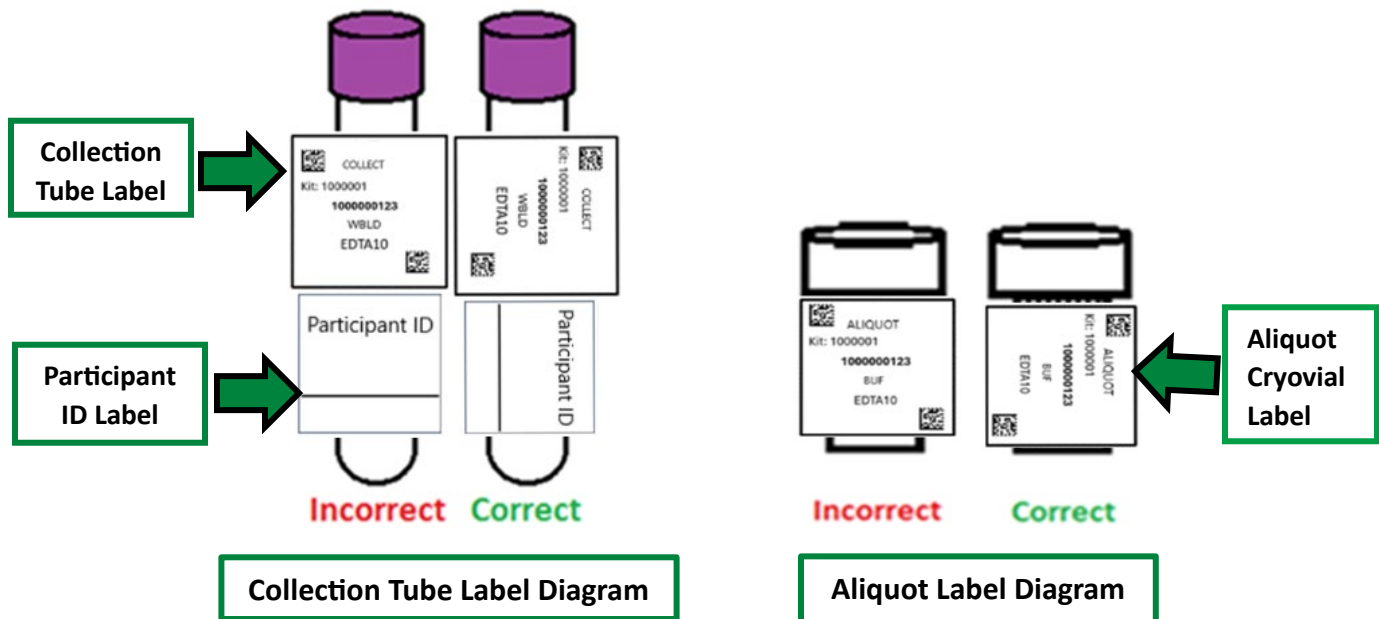 Collection
Tube Label
COLLECT
Kit: 1000001
1000000123
WBLD
EDTA10
COLLECT
Kit: 1000001
1000000123
WBLD
EDTA10
Participant
ID Label
Participant ID
Participant ID
Incorrect
Correct
Collection Tube Label Diagram
ALIQUOT
Kit: 1000001
1000000123
BUF
EDTA10
ALIQUOT
Kit: 1000001
1000000123
BUF
EDTA10
Aliquot
Cryovial
Label
Incorrect
Correct
Aliquot Label Diagram